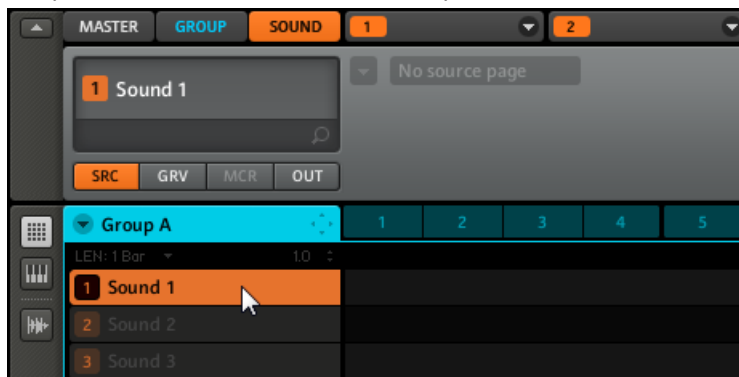 MASTER GROUP SOUND 1 2
No source page
1 Sound 1
SRC GRV MCR OUT
Group A 1 2 3 4 5
LEN: 1 Bar 1.0
1 Sound 1
2 Sound 2
3 Sound 3